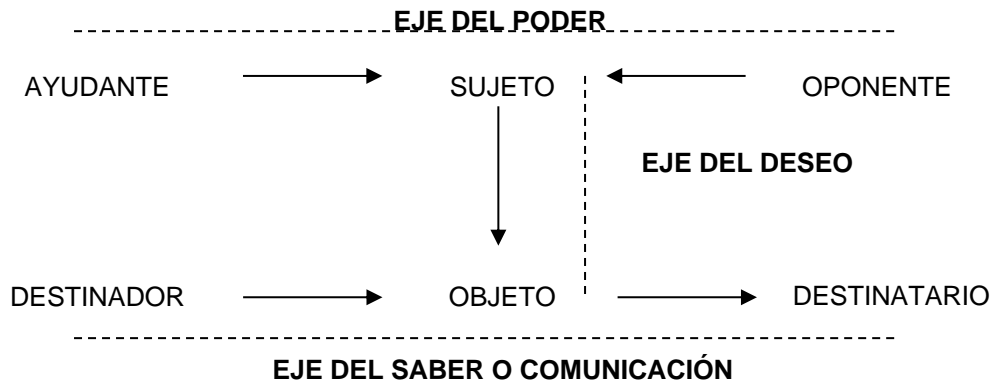 EJE DEL PODER
AYUDANTE SUJETO OPONENTE
EJE DEL DESEO
DESTINADOR OBJETO DESTINATARIO
EJE DEL SABER O COMUNICACIÓN